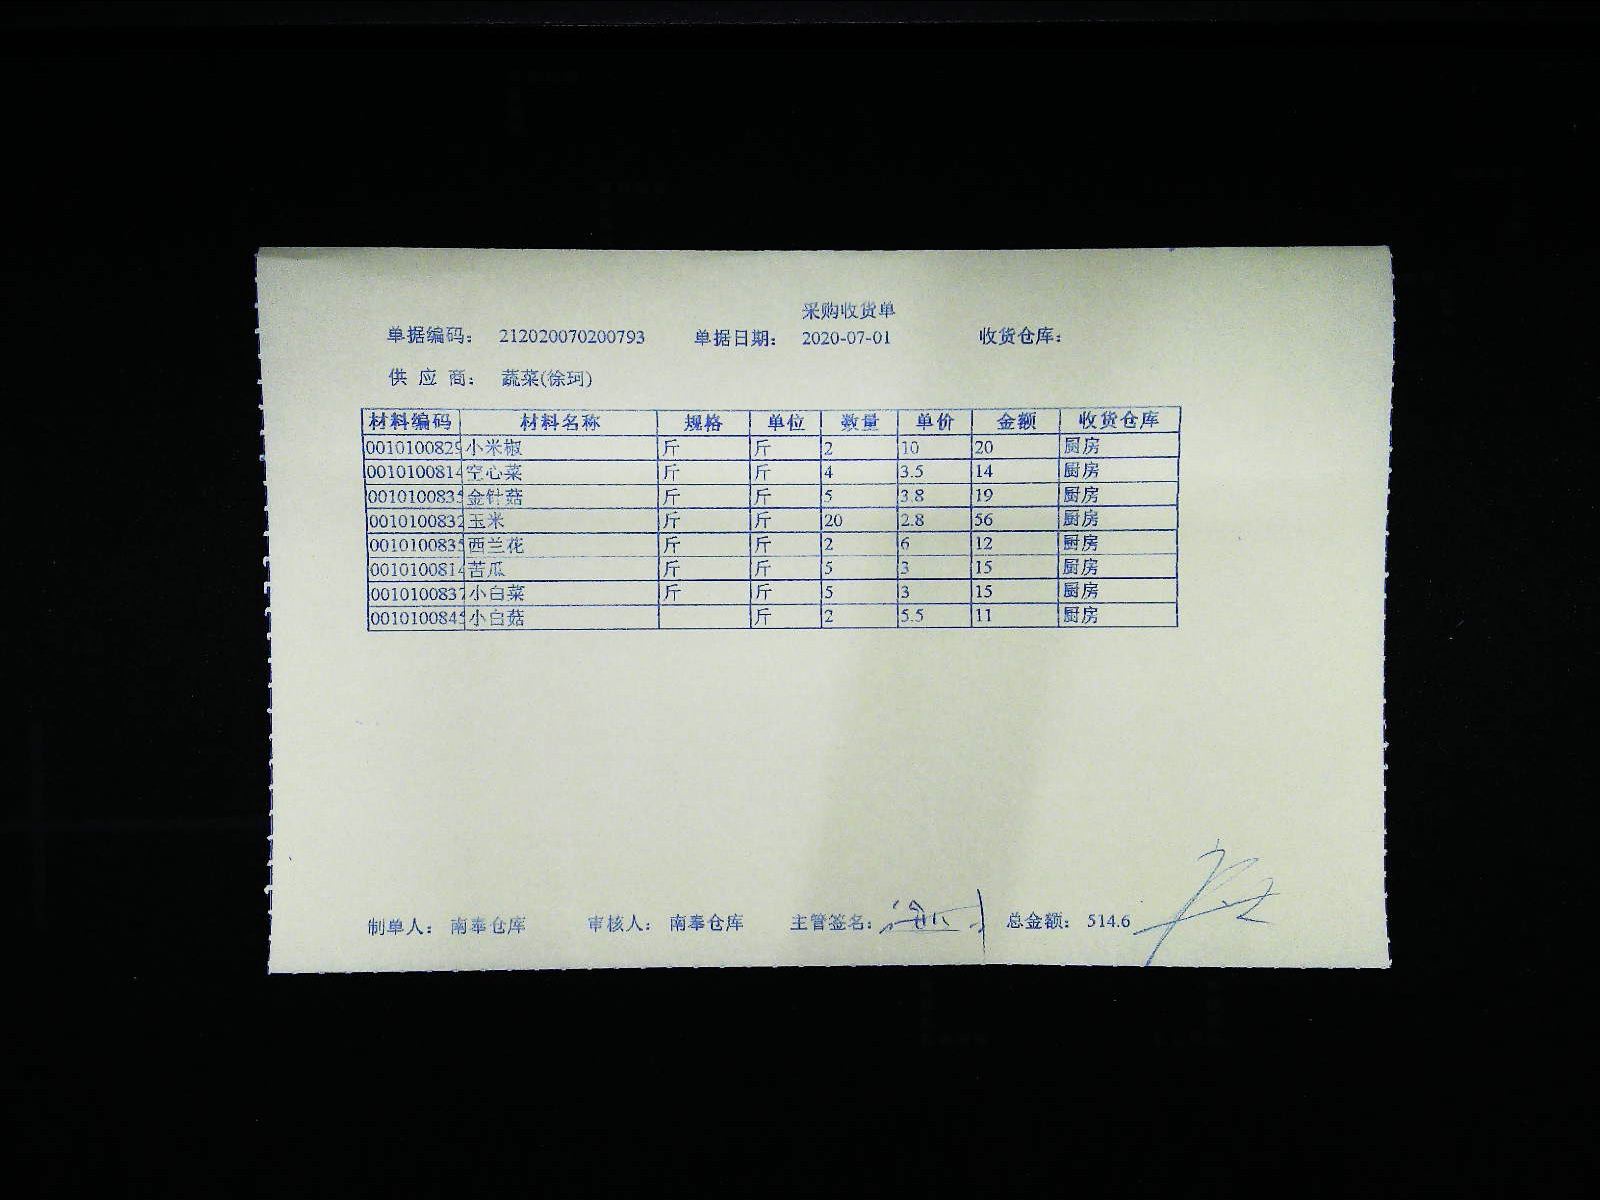 采购收货单
单据编码： 212020070200793 单据日期： 2020-07-01 收货仓库：
供 应 商： 蔬菜(徐珂)
材料编码 材料名称 规格 单位 数量 单价 金额 收货仓库
0010100829 小米椒 斤 斤 2 10 20 厨房
0010100814 空心菜 斤 斤 4 3.5 14 厨房
0010100835 金针菇 斤 斤 5 3.8 19 厨房
0010100832 玉米 斤 斤 20 2.8 56 厨房
0010100835 西兰花 斤 斤 2 6 12 厨房
0010100814 苦瓜 斤 斤 5 3 15 厨房
0010100837 小白菜 斤 斤 5 3 15 厨房
0010100845 小白菇 斤 2 5.5 11 厨房
制单人： 南奉仓库 审核人： 南奉仓库 主管签名： 总金额： 514.6